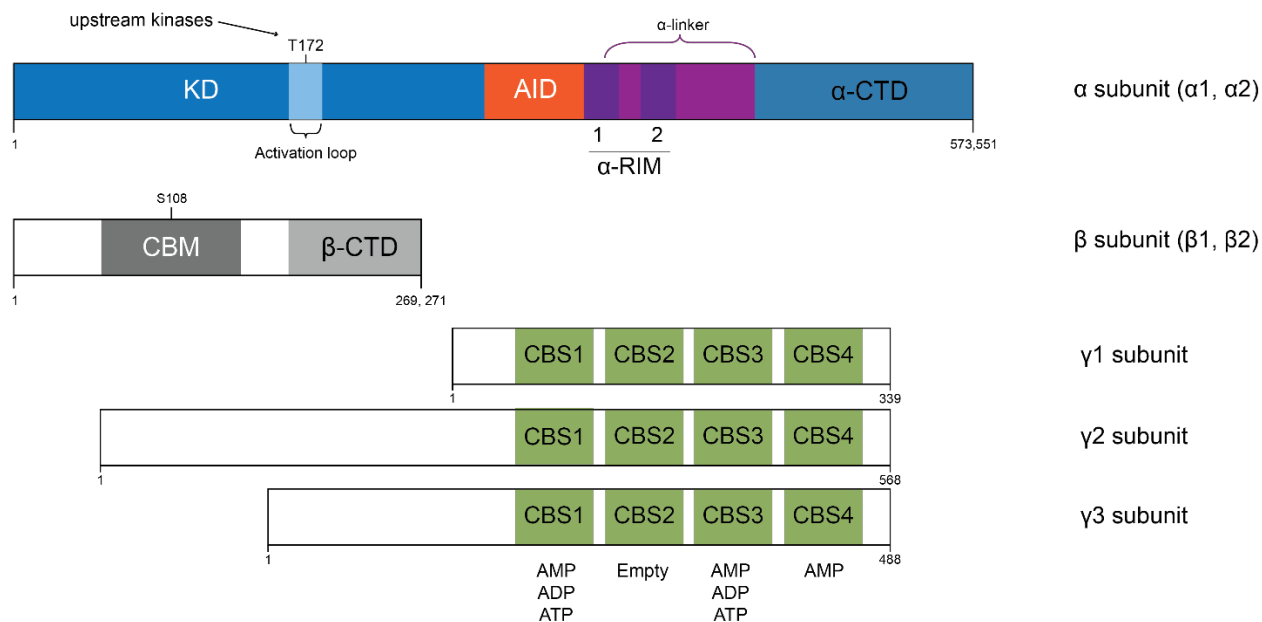 upstream kinases
T172
α-linker
KD
AID
α-CTD
α subunit (α1, α2)
1
Activation loop
1
2
α-RIM
573,551
S108
CBM
β-CTD
β subunit (β1, β2)
1
269, 271
CBS1 CBS2 CBS3 CBS4
γ1 subunit
1
339
CBS1 CBS2 CBS3 CBS4
γ2 subunit
1
568
CBS1 CBS2 CBS3 CBS4
γ3 subunit
1
488
AMP Empty AMP AMP
ADP ADP
ATP ATP